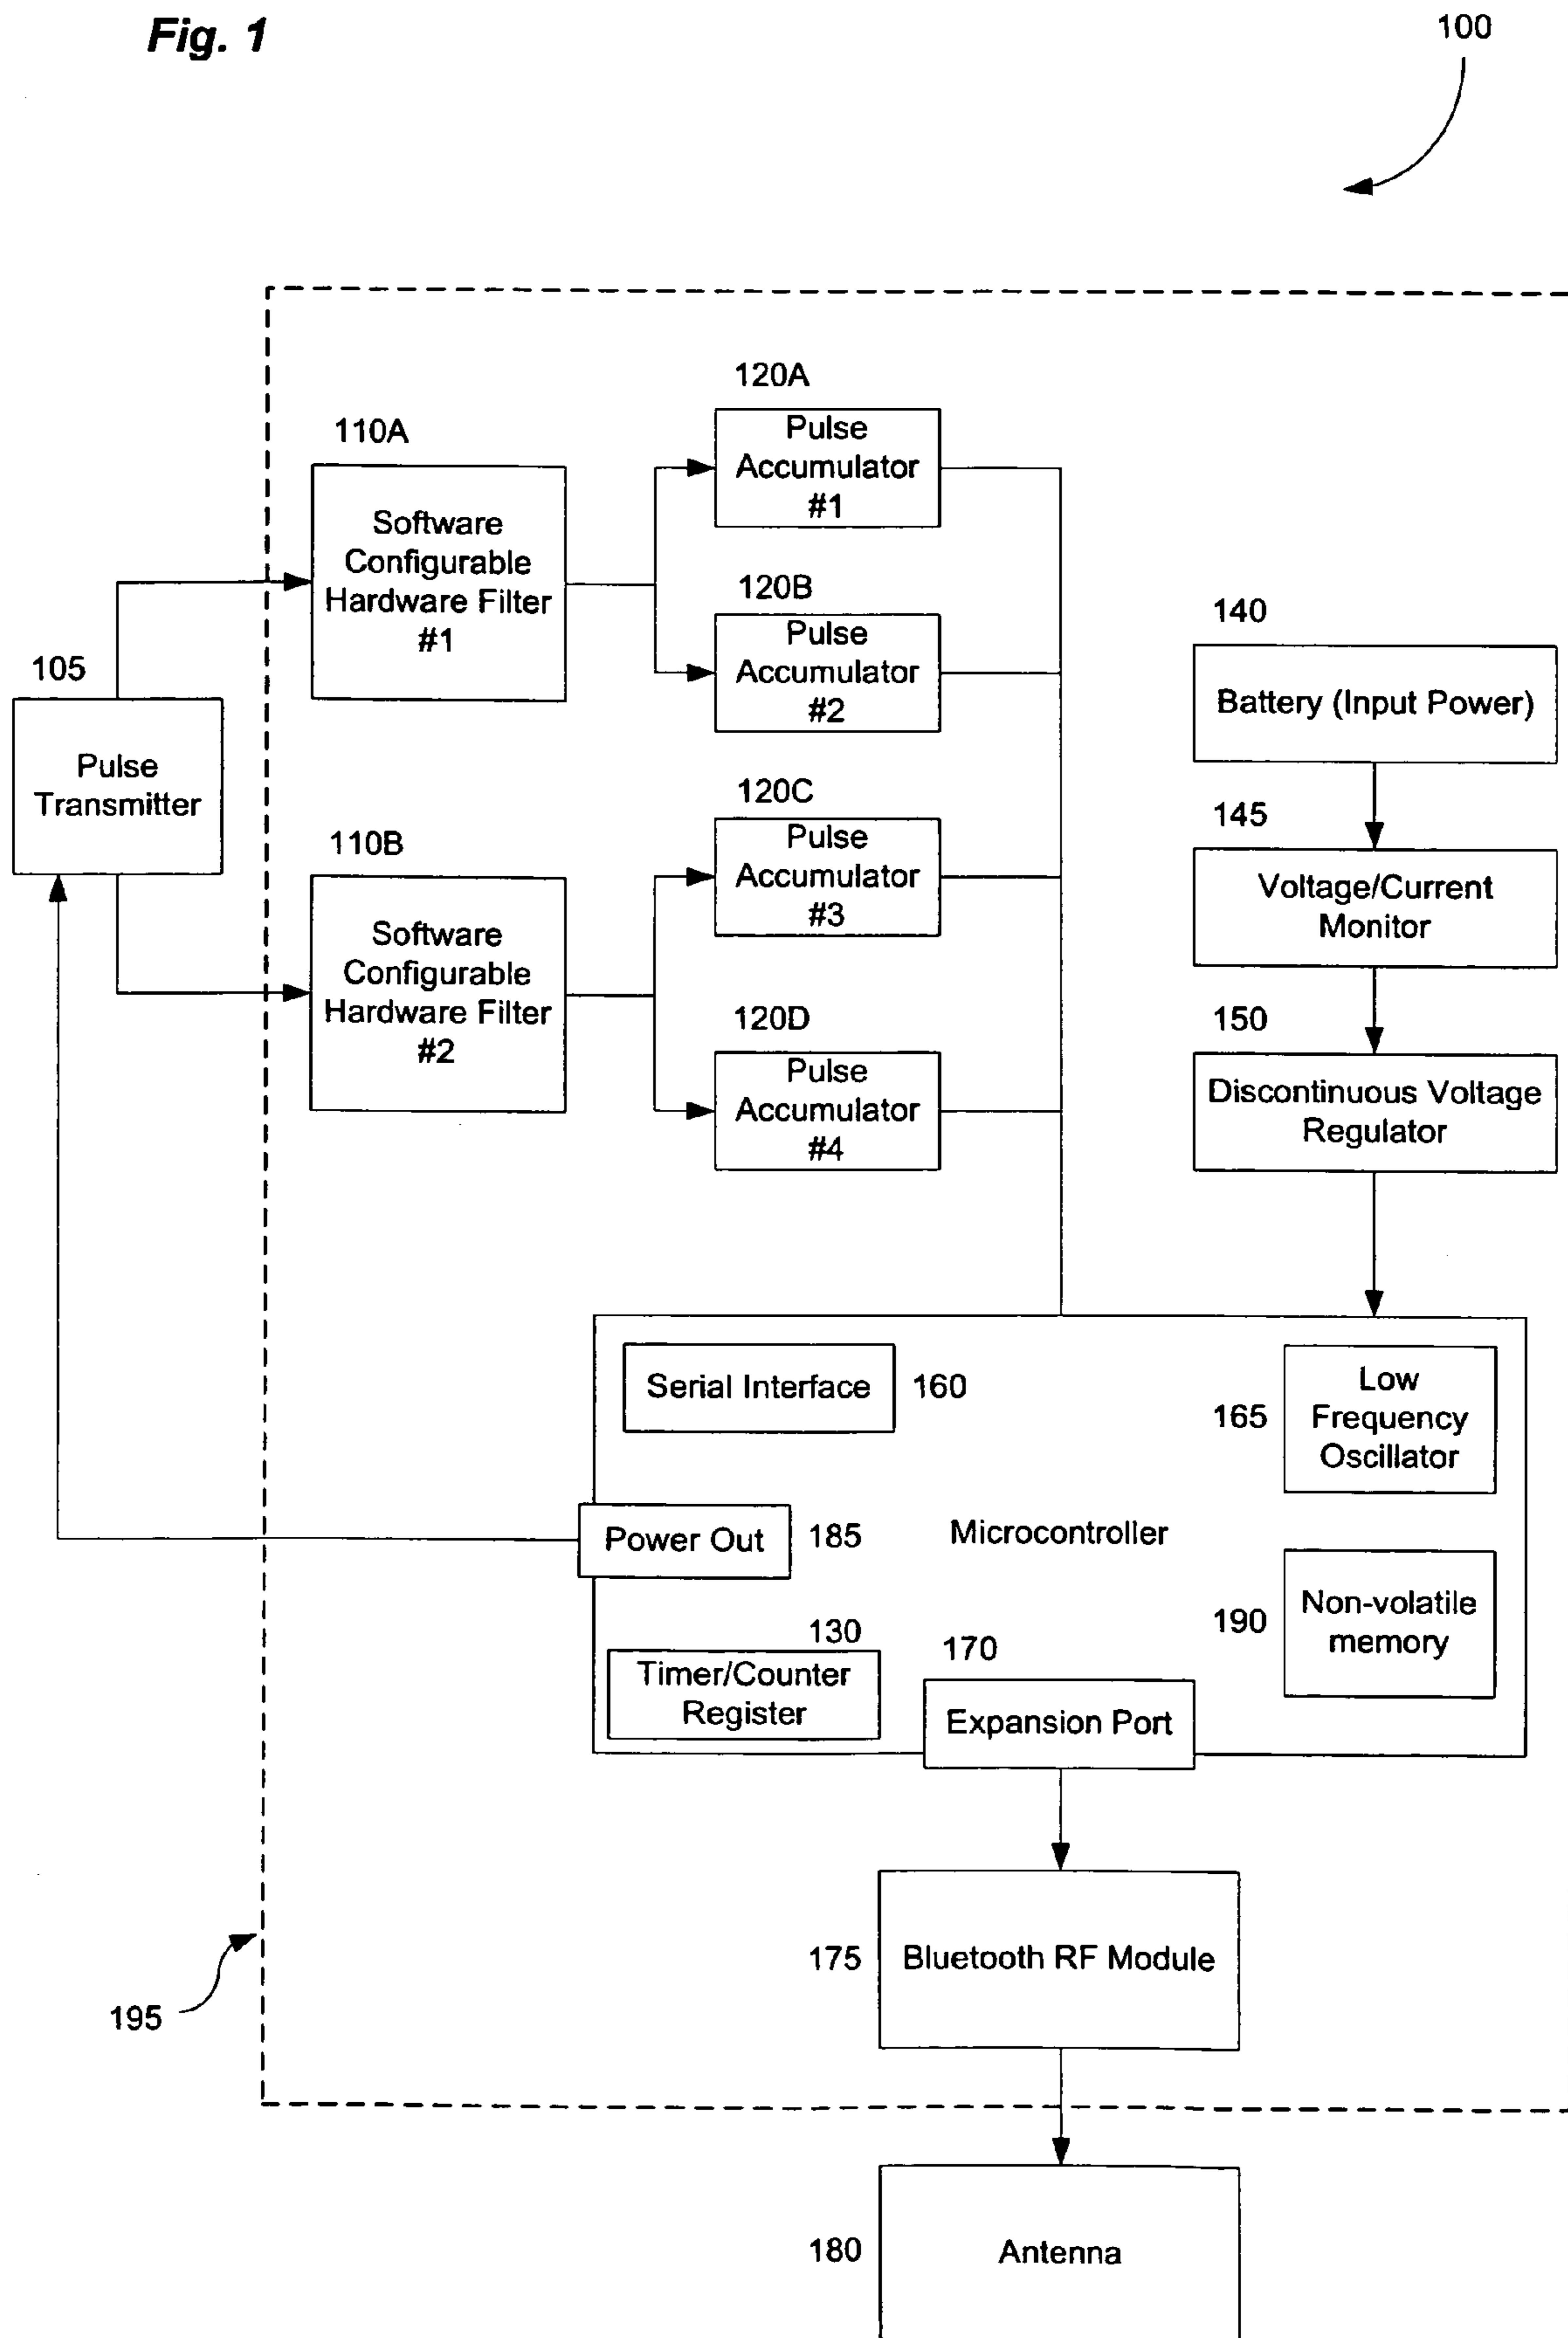 Fig. 1
100
120A
Pulse
Accumulator
#1
110A
Software
Configurable
Hardware Filter
#1
120B
Pulse
Accumulator
#2
140
Battery (Input Power)
105
Pulse
Transmitter
120C
Pulse
Accumulator
#3
145
Voltage/Current
Monitor
110B
Software
Configurable
Hardware Filter
#2
120D
Pulse
Accumulator
#4
150
Discontinuous Voltage
Regulator
Serial Interface
160
165
Low
Frequency
Oscillator
Power Out
185
Microcontroller
190
Non-volatile
memory
130
Timer/Counter
Register
170
Expansion Port
175
Bluetooth RF Module
195
180
Antenna